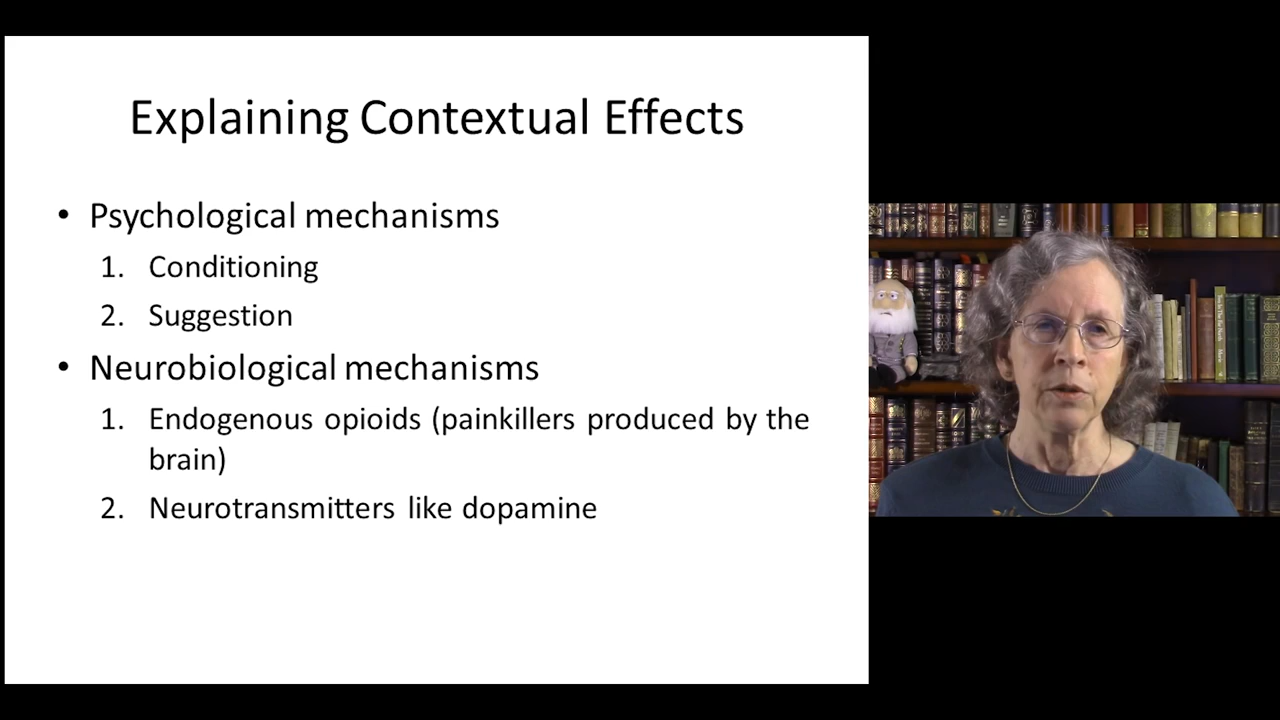 Explaining Contextual Effects
• Psychological mechanisms
1. Conditioning
2. Suggestion
• Neurobiological mechanisms
1. Endogenous opioids (painkillers produced by the
brain)
2. Neurotransmitters like dopamine